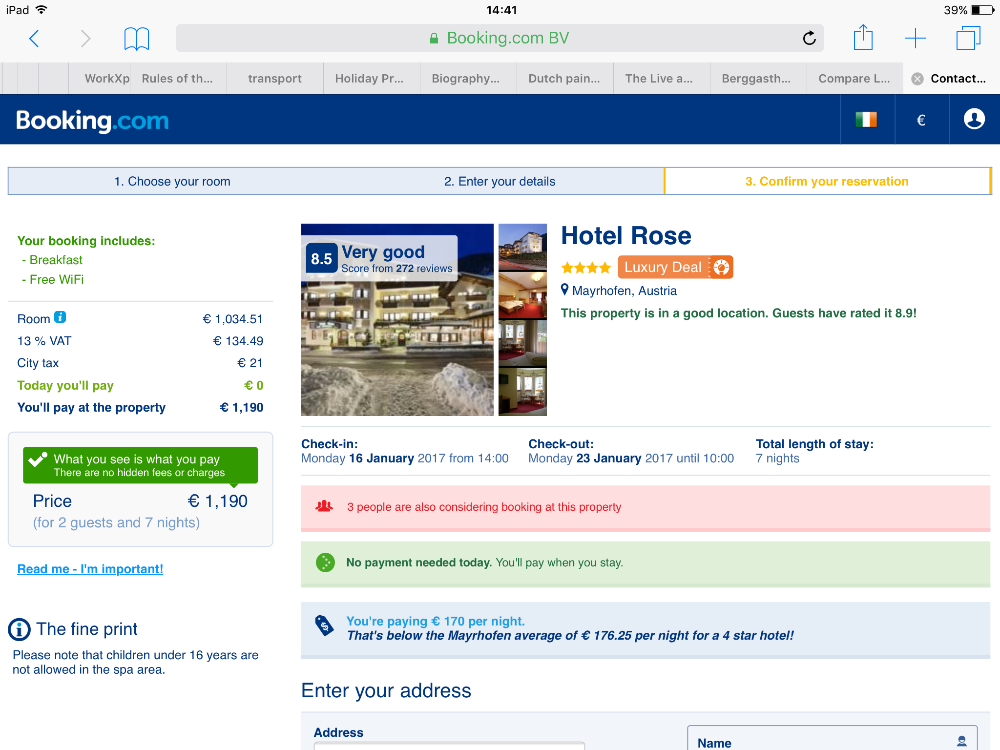 iPad
14:41
39%
Booking.com BV
WorkXp
Rules of th...
transport
Holiday Pr...
Biography...
Dutch pain...
The Live a...
Berggasth...
Compare L...
Contact...
Booking.com
€
1. Choose your room
2. Enter your details
3. Confirm your reservation
Your booking includes:
- Breakfast
- Free WiFi
Room € 1,034.51
13 % VAT € 134.49
City tax € 21
Today you'll pay € 0
You'll pay at the property € 1,190
What you see is what you pay
There are no hidden fees or charges
Price € 1,190
(for 2 guests and 7 nights)
Read me - I'm important!
The fine print
Please note that children under 16 years are
not allowed in the spa area.
8.5
Very good
Score from 272 reviews
Hotel Rose
Luxury Deal
Mayrhofen, Austria
This property is in a good location. Guests have rated it 8.9!
Check-in:
Monday 16 January 2017 from 14:00
Check-out:
Monday 23 January 2017 until 10:00
Total length of stay:
7 nights
3 people are also considering booking at this property
No payment needed today. You'll pay when you stay.
You're paying € 170 per night.
That's below the Mayrhofen average of € 176.25 per night for a 4 star hotel!
Enter your address
Address
Name